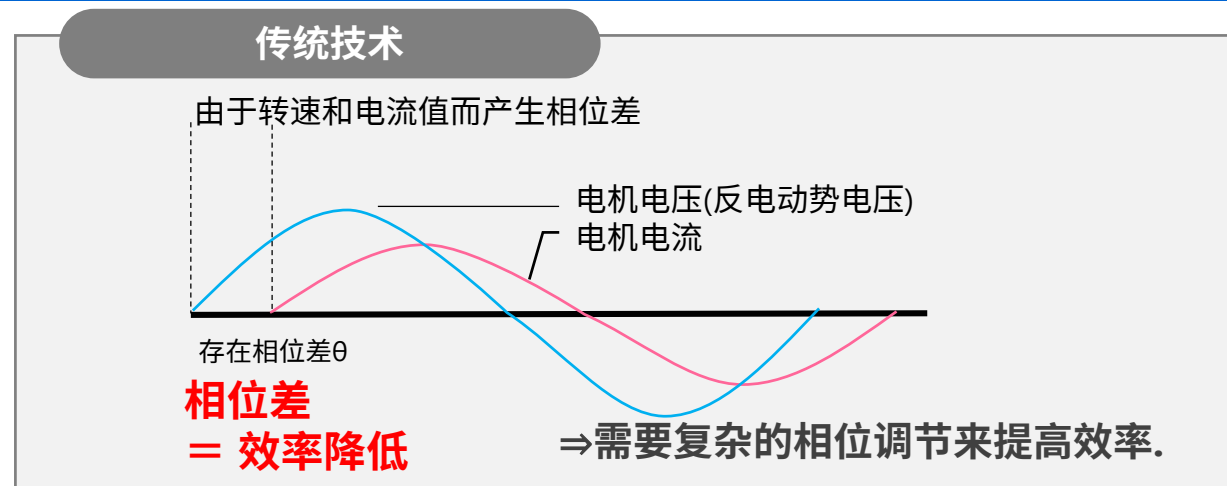 传统技术
由于转速和电流值而产生相位差
电机电压(反电动势电压)
电机电流
存在相位差θ
相位差
＝ 效率降低
⇒需要复杂的相位调节来提高效率.